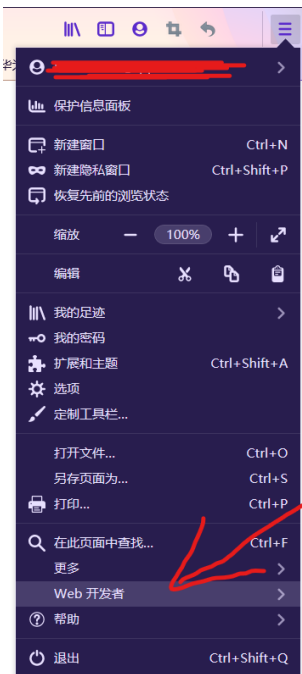 保护信息面板
新建窗口 Ctrl+N
新建隐私窗口 Ctrl+Shift+P
恢复先前的浏览状态
缩放 － 100% ＋
编辑
我的足迹
我的密码
扩展和主题 Ctrl+Shift+A
选项
定制工具栏...
打开文件... Ctrl+O
另存页面为... Ctrl+S
打印... Ctrl+P
在此页面中查找... Ctrl+F
更多
Web 开发者
帮助
退出 Ctrl+Shift+Q